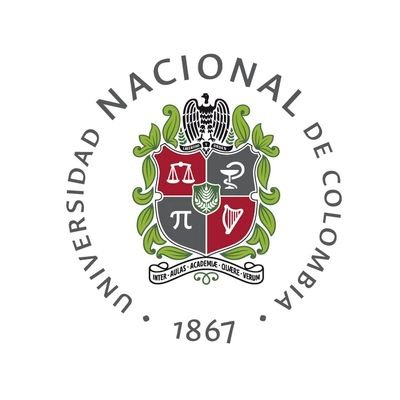 UNIVERSIDAD NACIONAL DE COLOMBIA
π
INTER · AULAS · ACADEMIÆ · QUÆRE · VERUM
· 1867 ·